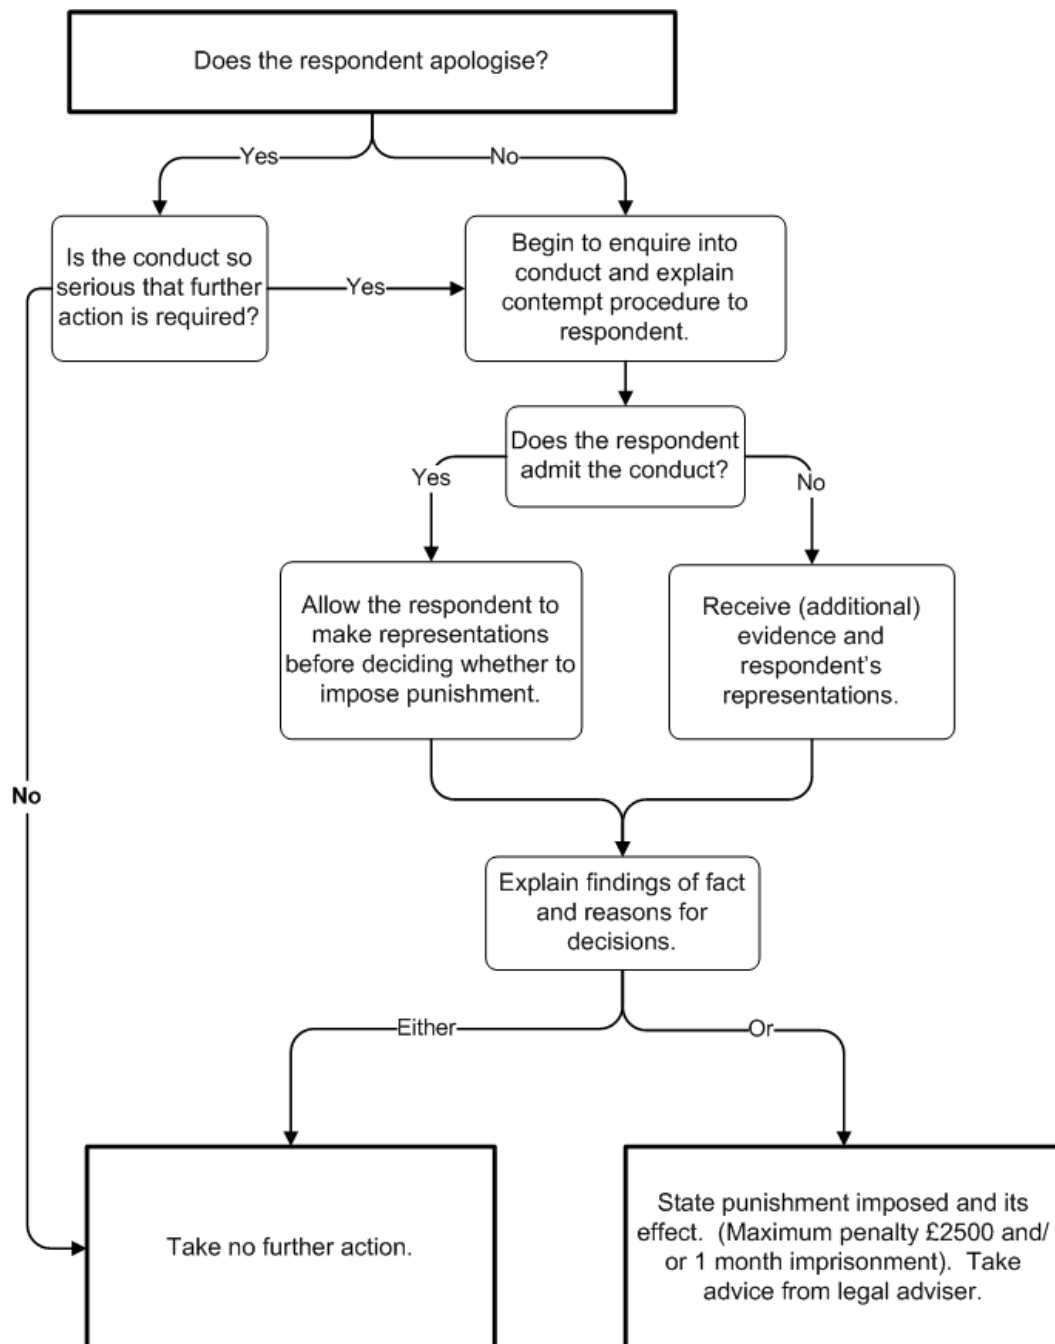 Does the respondent apologise?
Yes
No
Is the conduct so
serious that further
action is required?
Yes
Begin to enquire into
conduct and explain
contempt procedure to
respondent.
Does the respondent
admit the conduct?
Yes
No
Allow the respondent to
make representations
before deciding whether to
impose punishment.
Receive (additional)
evidence and
respondent's
representations.
No
Explain findings of fact
and reasons for
decisions.
Either
Or
Take no further action.
State punishment imposed and its
effect. (Maximum penalty £2500 and/
or 1 month imprisonment). Take
advice from legal adviser.